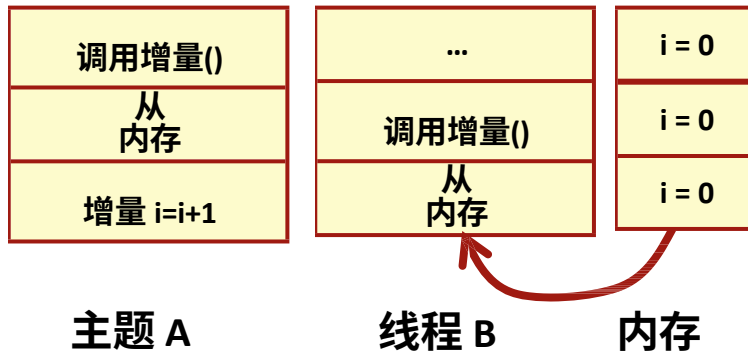 调用增量()
从
内存
增量 i=i+1
...
调用增量()
从
内存
i = 0
i = 0
i = 0
主题 A
线程 B
内存